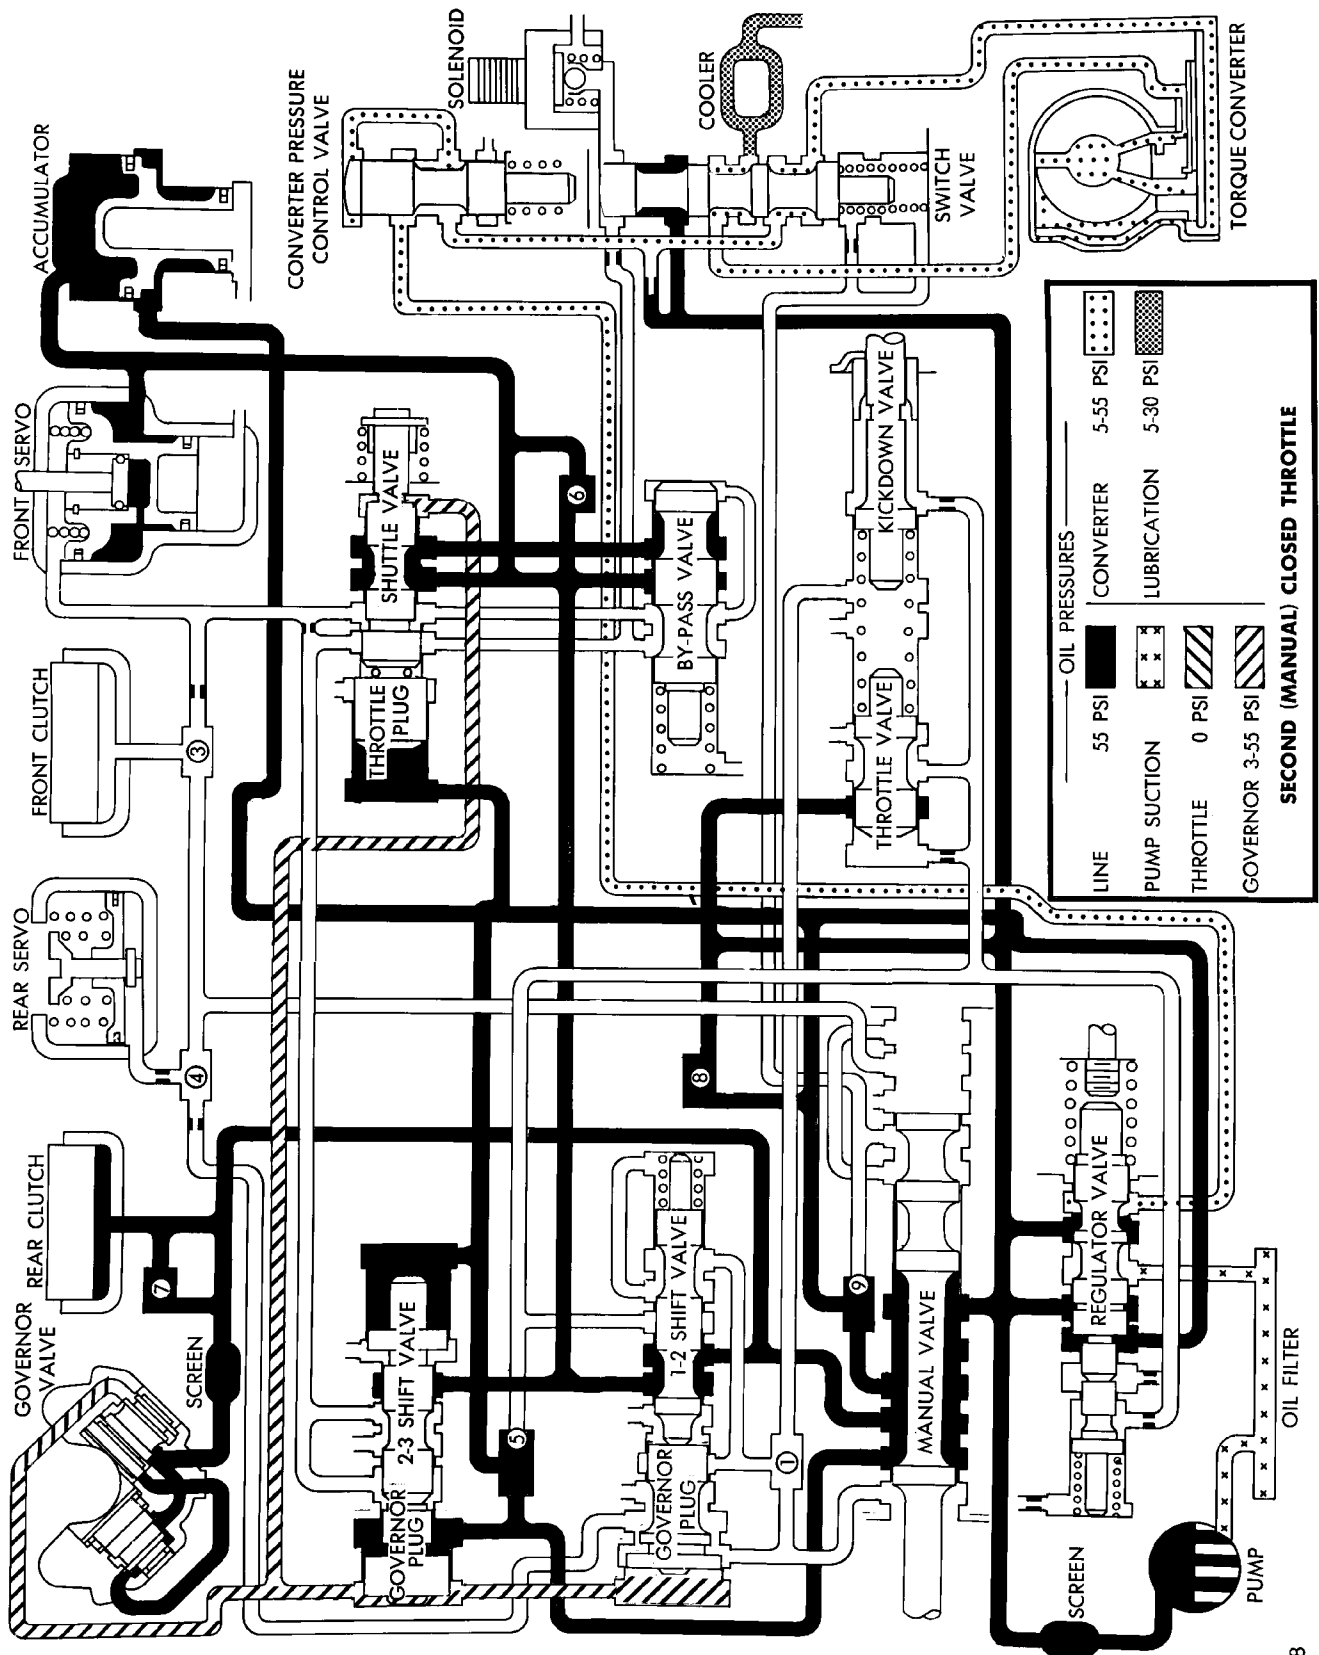 GOVERNOR
VALVE
REAR CLUTCH
REAR SERVO
FRONT CLUTCH
FRONT SERVO
ACCUMULATOR
SCREEN
7
4
3
CONVERTER PRESSURE
CONTROL VALVE
SOLENOID
GOVERNOR
PLUG
2-3 SHIFT VALVE
THROTTLE
PLUG
SHUTTLE VALVE
5
6
COOLER
GOVERNOR
PLUG
1-2 SHIFT VALVE
8
BY-PASS VALVE
SWITCH
VALVE
1
9
THROTTLE VALVE
KICKDOWN VALVE
MANUAL VALVE
TORQUE CONVERTER
SCREEN
REGULATOR VALVE
PUMP
OIL FILTER
OIL PRESSURES
LINE 55 PSI
CONVERTER 5-55 PSI
PUMP SUCTION
LUBRICATION 5-30 PSI
THROTTLE 0 PSI
GOVERNOR 3-55 PSI
SECOND (MANUAL) CLOSED THROTTLE